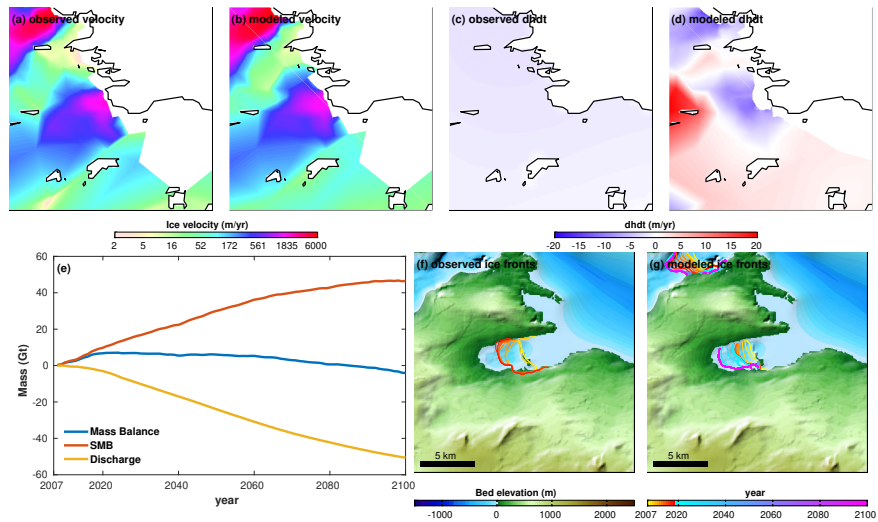 (a) observed velocity
(b) modeled velocity
(c) observed dhdt
(d) modeled dhdt
Ice velocity (m/yr)
2 5 16 52 172 561 1835 6000
dhdt (m/yr)
-20 -15 -10 -5 0 5 10 15 20
(e)
60
40
20
0
-20
-40
-60
Mass (Gt)
Mass Balance
SMB
Discharge
2007 2020 2040 2060 2080 2100
year
(f) observed ice fronts
5 km
(g) modeled ice fronts
5 km
Bed elevation (m)
-1000 0 1000 2000
year
2007 2020 2040 2060 2080 2100